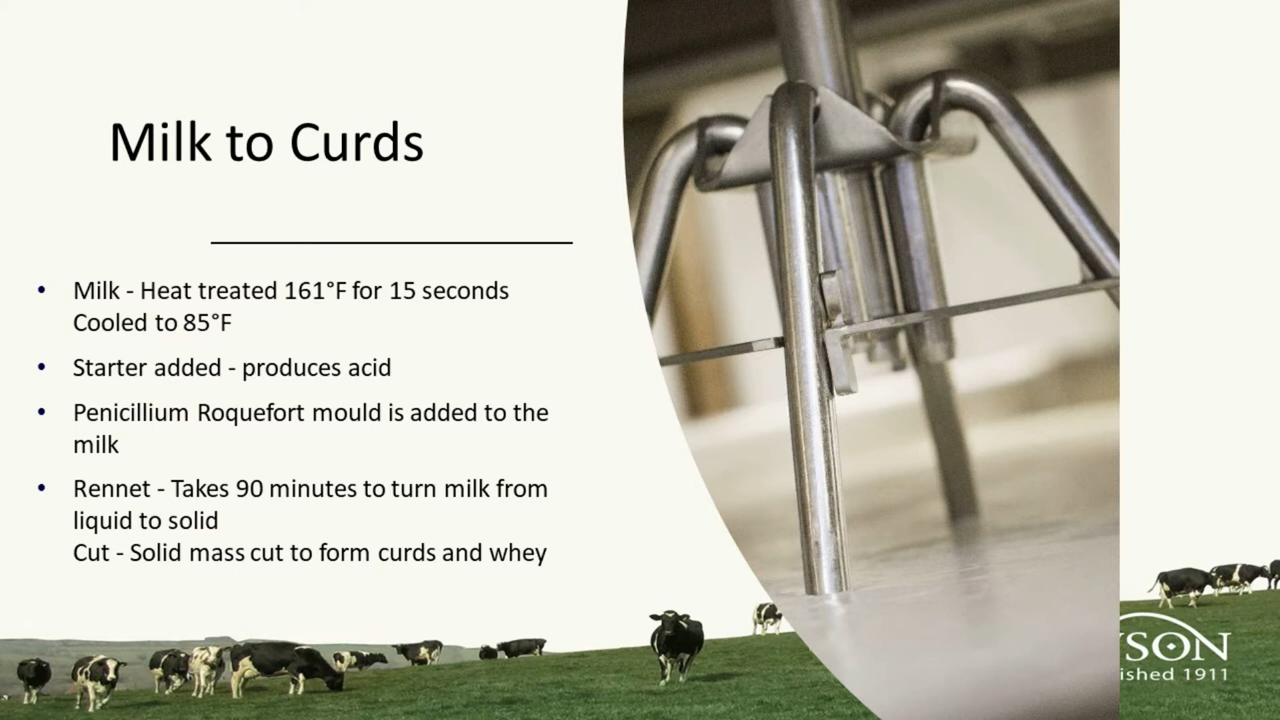 Milk to Curds
• Milk - Heat treated 161°F for 15 seconds
Cooled to 85°F
• Starter added - produces acid
• Penicillium Roquefort mould is added to the
milk
• Rennet - Takes 90 minutes to turn milk from
liquid to solid
Cut - Solid mass cut to form curds and whey
YSON
ished 1911